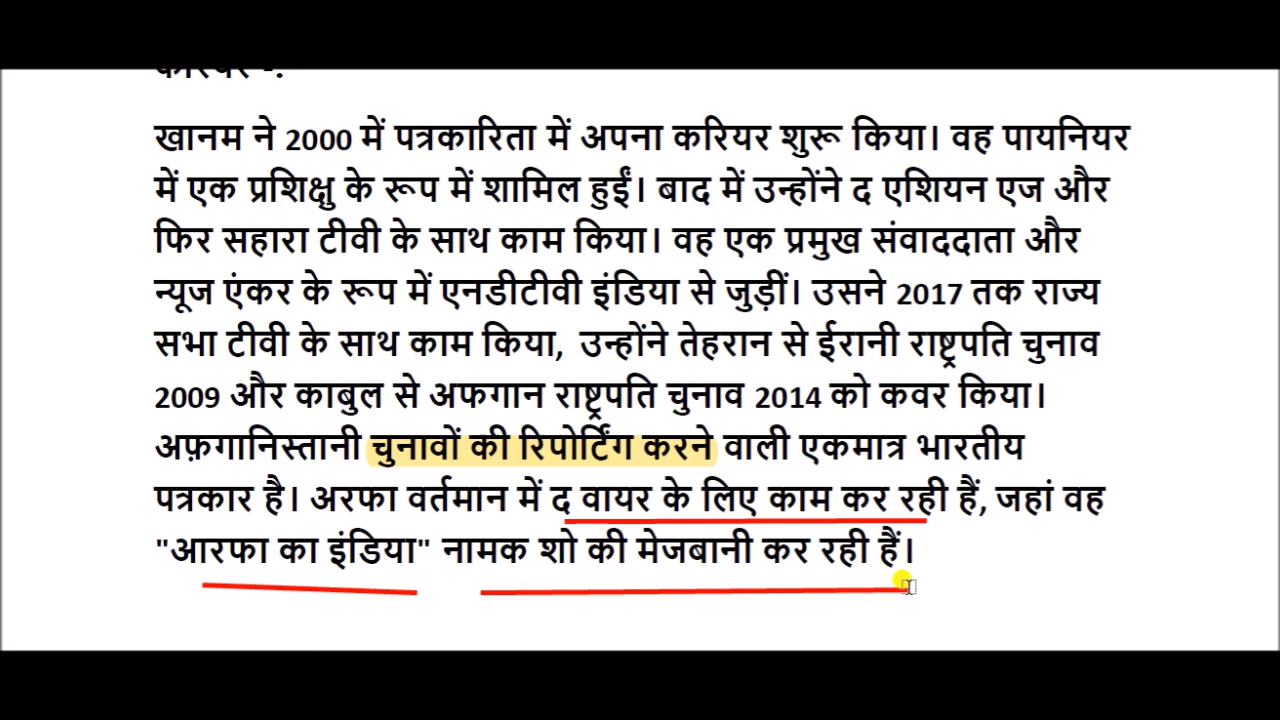 करियर -:
खानम ने 2000 में पत्रकारिता में अपना करियर शुरू किया। वह पायनियर
में एक प्रशिक्षु के रूप में शामिल हुईं। बाद में उन्होंने द एशियन एज और
फिर सहारा टीवी के साथ काम किया। वह एक प्रमुख संवाददाता और
न्यूज एंकर के रूप में एनडीटीवी इंडिया से जुड़ीं। उसने 2017 तक राज्य
सभा टीवी के साथ काम किया, उन्होंने तेहरान से ईरानी राष्ट्रपति चुनाव
2009 और काबुल से अफगान राष्ट्रपति चुनाव 2014 को कवर किया।
अफ़गानिस्तानी चुनावों की रिपोर्टिंग करने वाली एकमात्र भारतीय
पत्रकार है। अरफा वर्तमान में द वायर के लिए काम कर रही हैं, जहां वह
"आरफा का इंडिया" नामक शो की मेजबानी कर रही हैं।